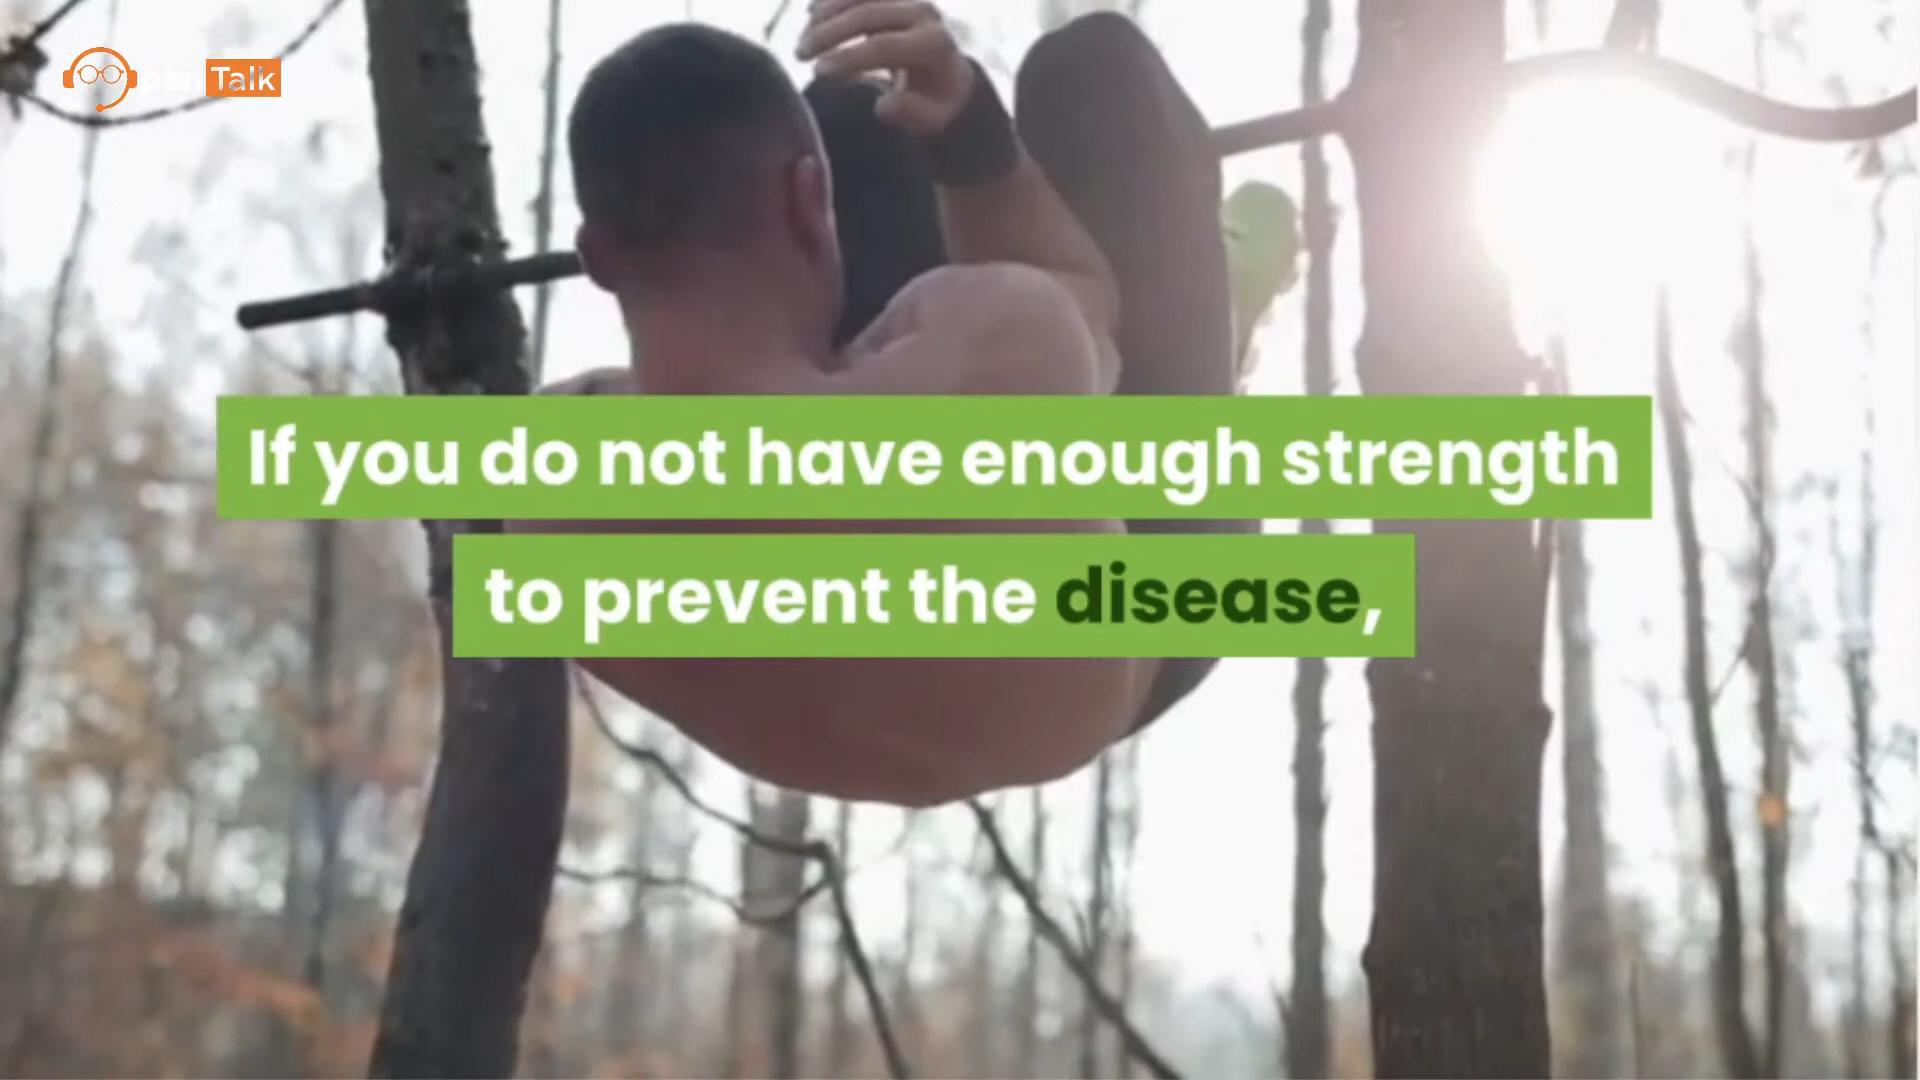 Talk
If you do not have enough strength
to prevent the disease,